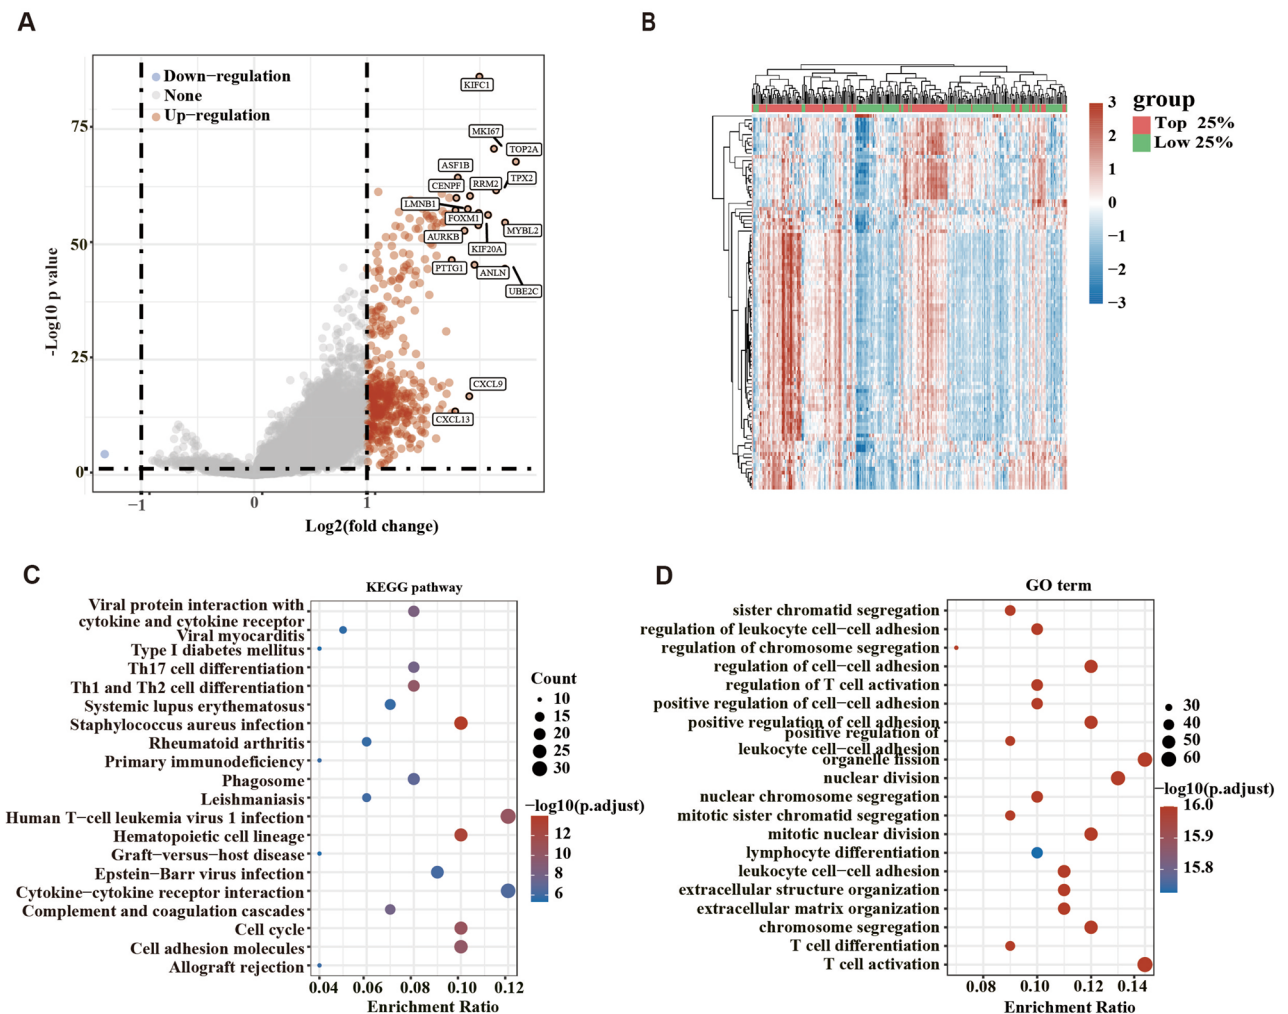 A
Down-regulation
None
Up-regulation
KIFC1
MKI67
TOP2A
ASF1B
TPX2
CENPF
RRM2
LMNB1
FOXM1
MYBL2
AURKB
KIF20A
PTTG1
ANLN
UBE2C
CXCL9
CXCL13
75
50
25
0
-Log10 p value
−1
0
1
Log2(fold change)
B
3
2
1
0
−1
−2
−3
group
Top 25%
Low 25%
C
KEGG pathway
Viral protein interaction with
cytokine and cytokine receptor
Viral myocarditis
Type I diabetes mellitus
Th17 cell differentiation
Th1 and Th2 cell differentiation
Systemic lupus erythematosus
Staphylococcus aureus infection
Rheumatoid arthritis
Primary immunodeficiency
Phagosome
Leishmaniasis
Human T−cell leukemia virus 1 infection
Hematopoietic cell lineage
Graft−versus−host disease
Epstein−Barr virus infection
Cytokine−cytokine receptor interaction
Complement and coagulation cascades
Cell cycle
Cell adhesion molecules
Allograft rejection
0.04 0.06 0.08 0.10 0.12
Enrichment Ratio
Count
10
15
20
25
30
−log10(p.adjust)
12
10
8
6
D
GO term
sister chromatid segregation
regulation of leukocyte cell−cell adhesion
regulation of chromosome segregation
regulation of cell−cell adhesion
regulation of T cell activation
positive regulation of cell−cell adhesion
positive regulation of cell adhesion
positive regulation of
leukocyte cell−cell adhesion
organelle fission
nuclear division
nuclear chromosome segregation
mitotic sister chromatid segregation
mitotic nuclear division
lymphocyte differentiation
leukocyte cell−cell adhesion
extracellular structure organization
extracellular matrix organization
chromosome segregation
T cell differentiation
T cell activation
0.08 0.10 0.12 0.14
Enrichment Ratio
30
40
50
60
−log10(p.adjust)
16.0
15.9
15.8